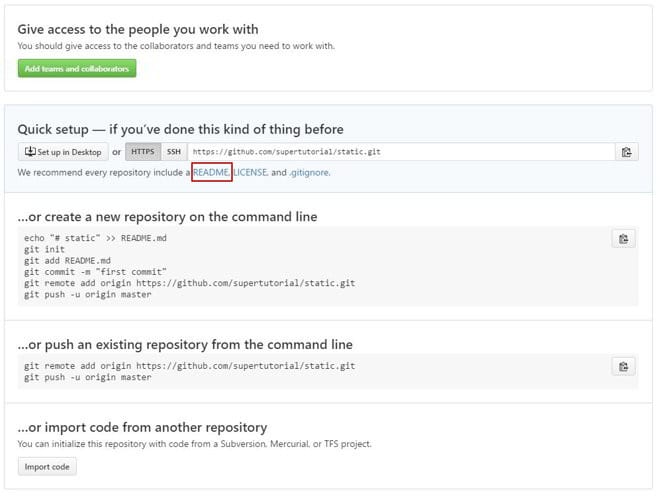 Give access to the people you work with
You should give access to the collaborators and teams you need to work with.
Add teams and collaborators
Quick setup — if you've done this kind of thing before
Set up in Desktop or HTTPS SSH https://github.com/supertutorial/static.git
We recommend every repository include a README, LICENSE, and .gitignore.
...or create a new repository on the command line
echo "# static" >> README.md
git init
git add README.md
git commit -m "first commit"
git remote add origin https://github.com/supertutorial/static.git
git push -u origin master
...or push an existing repository from the command line
git remote add origin https://github.com/supertutorial/static.git
git push -u origin master
...or import code from another repository
You can initialize this repository with code from a Subversion, Mercurial, or TFS project.
Import code